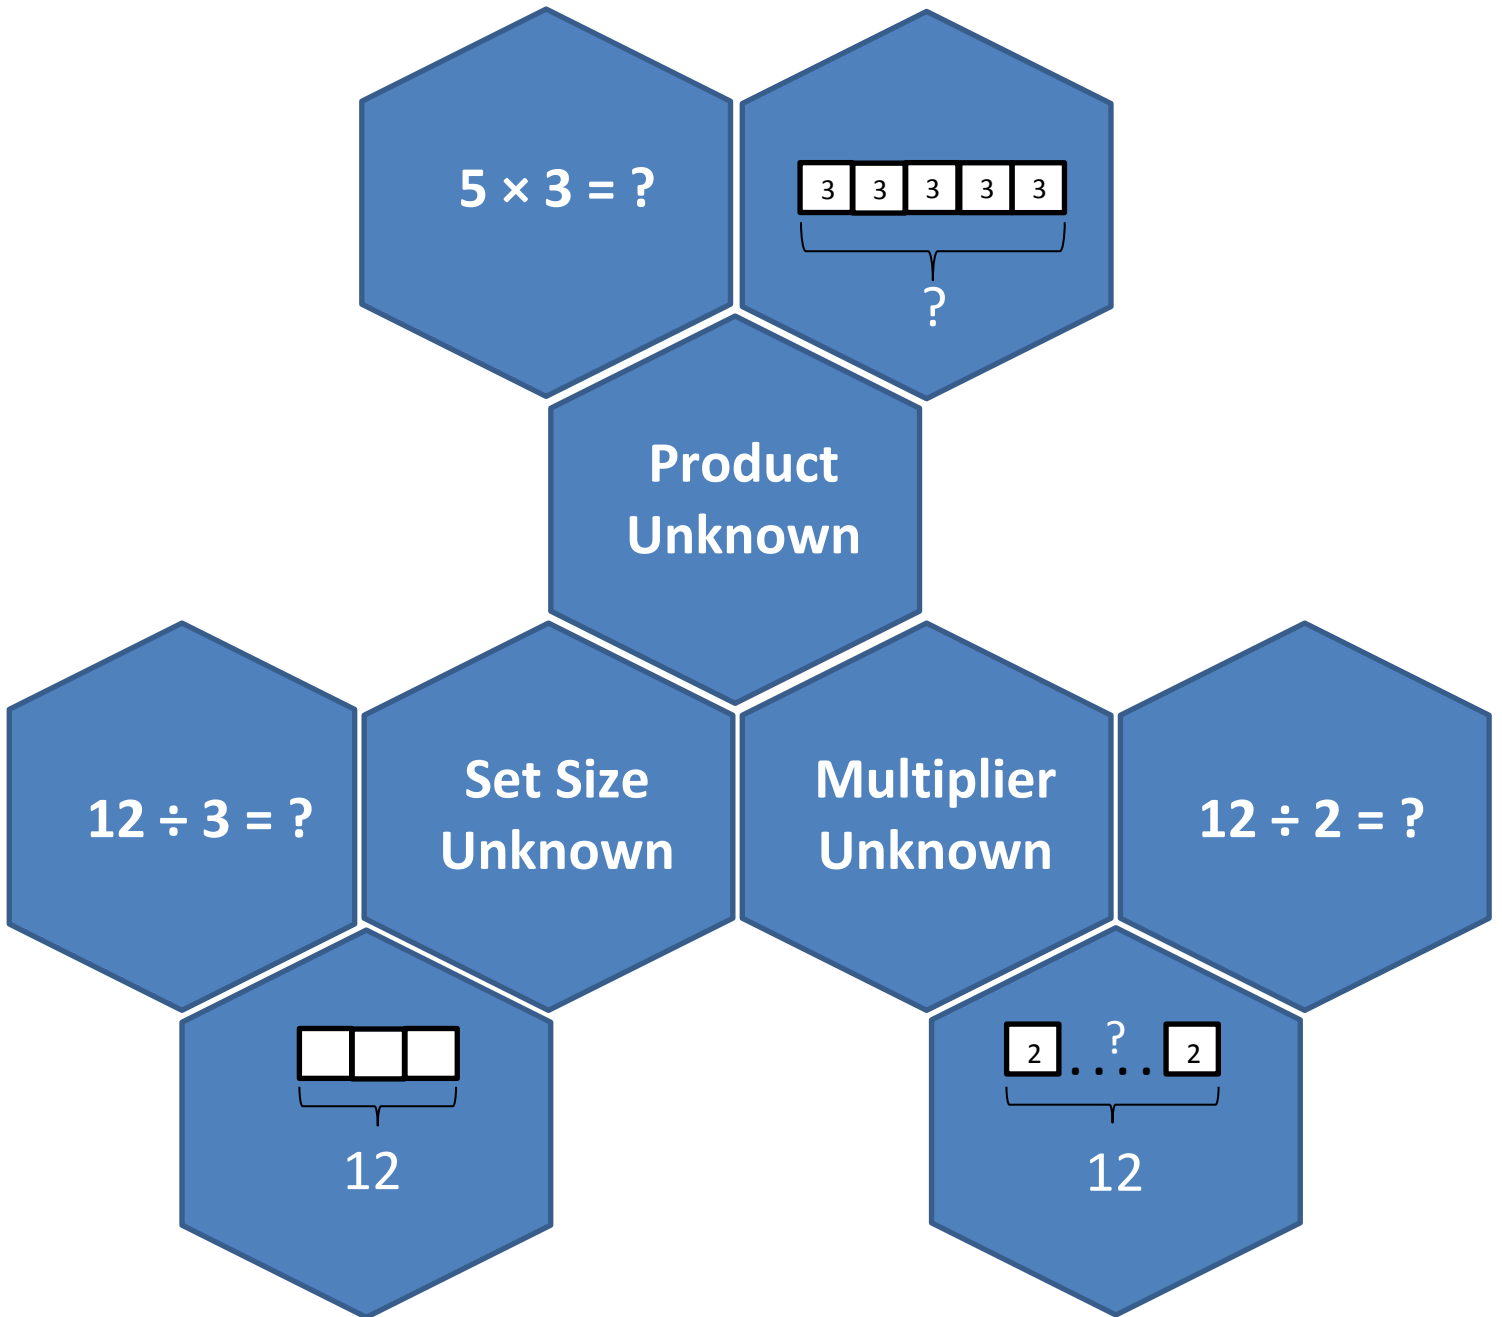 5 × 3 = ?
3 3 3 3 3
?
Product
Unknown
12 ÷ 3 = ?
Set Size
Unknown
Multiplier
Unknown
12 ÷ 2 = ?
12
2 . . . . 2
?
12